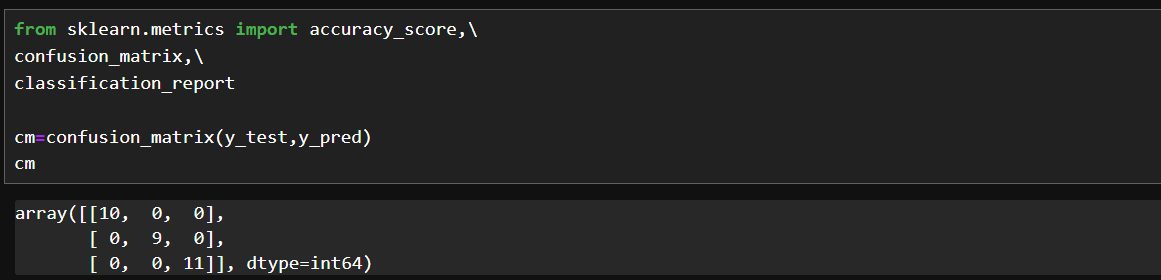 from sklearn.metrics import accuracy_score,\
confusion_matrix,\
classification_report
cm=confusion_matrix(y_test,y_pred)
cm
array([[10,  0,  0],
       [ 0,  9,  0],
       [ 0,  0, 11]], dtype=int64)